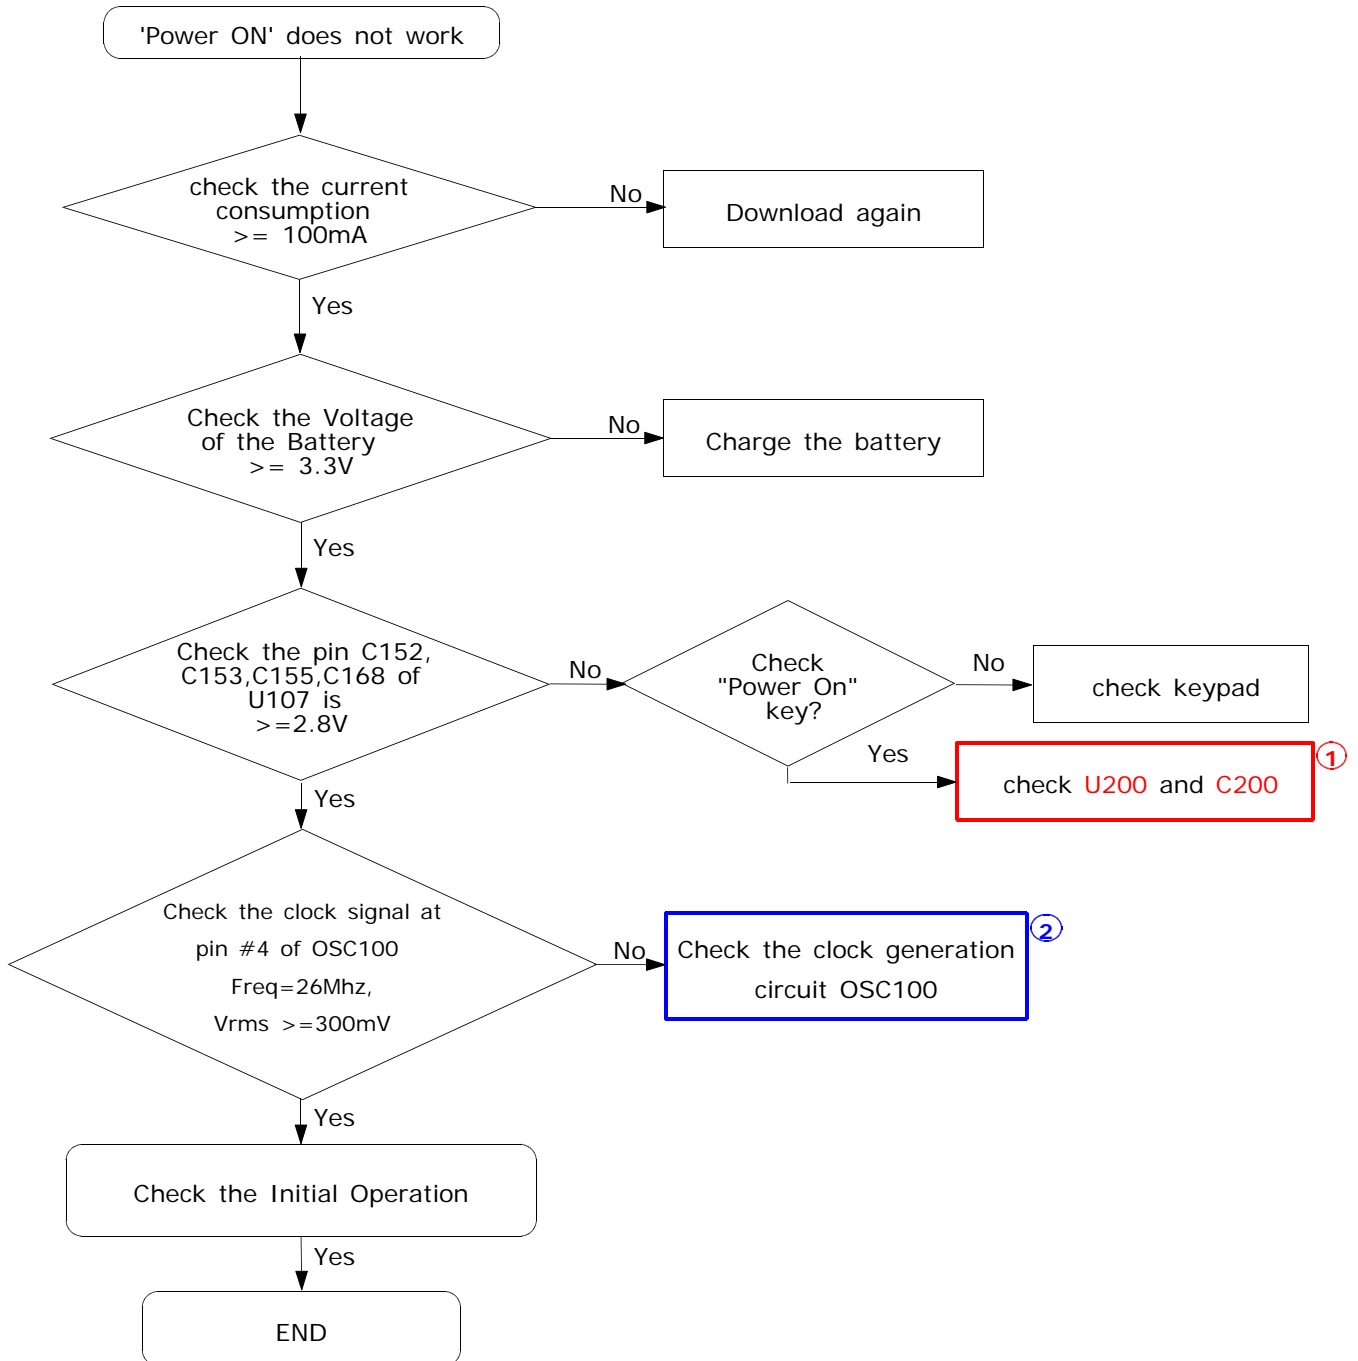 'Power ON' does not work
check the current
consumption
>= 100mA
No
Download again
Yes
Check the Voltage
of the Battery
>= 3.3V
No
Charge the battery
Yes
Check the pin C152,
C153,C155,C168 of
U107 is
>=2.8V
No
Check
"Power On"
key?
No
check keypad
Yes
check U200 and C200
1
Yes
Check the clock signal at
pin #4 of OSC100
Freq=26Mhz,
Vrms >=300mV
No
Check the clock generation
circuit OSC100
2
Yes
Check the Initial Operation
Yes
END